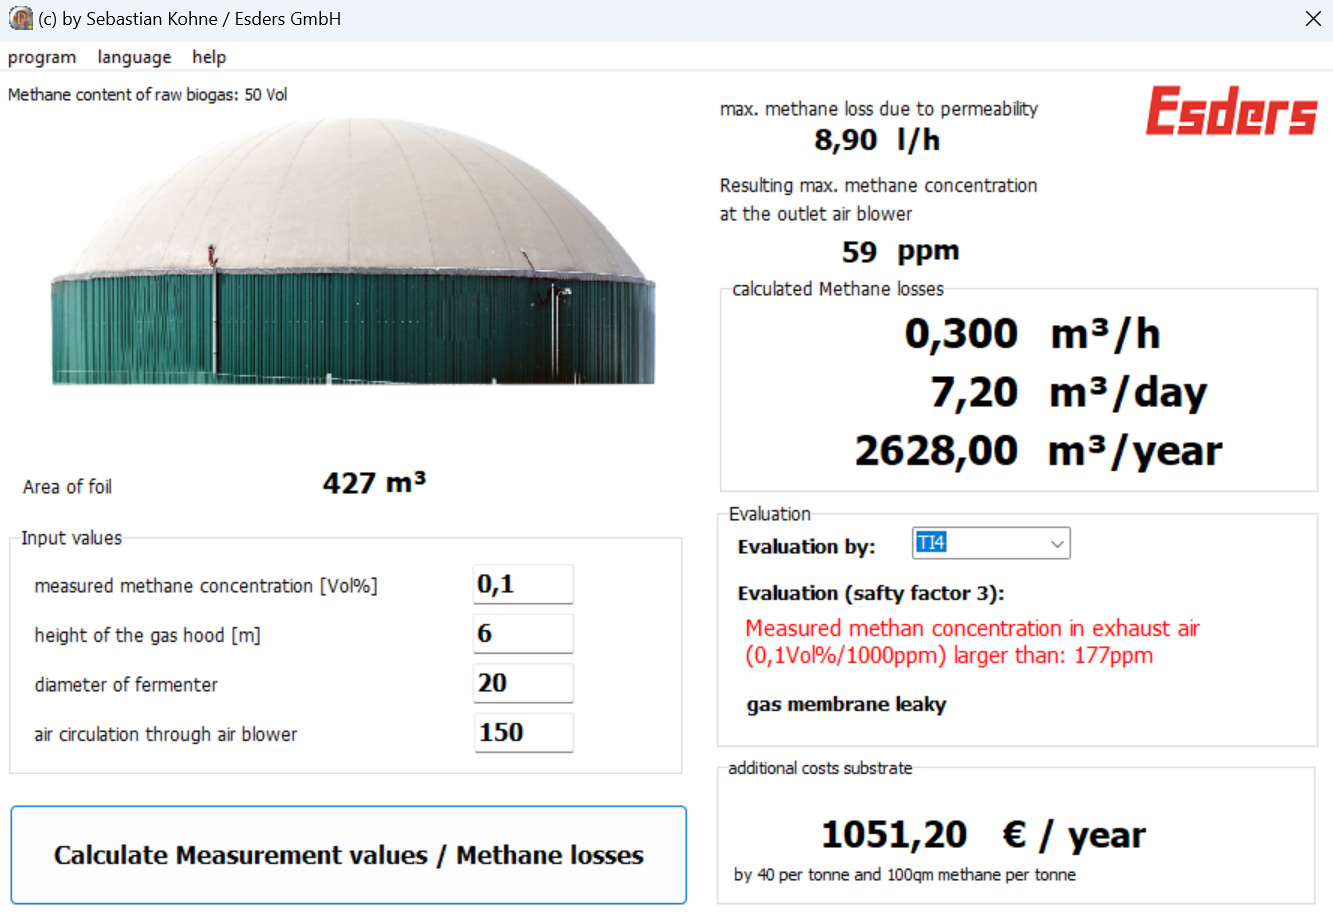 (c) by Sebastian Kohne / Esders GmbH
program language help
Methane content of raw biogas: 50 Vol
Esders
max. methane loss due to permeability
8,90 l/h
Resulting max. methane concentration
at the outlet air blower
59 ppm
calculated Methane losses
0,300 m³/h
7,20 m³/day
2628,00 m³/year
Area of foil 427 m³
Input values
measured methane concentration [Vol%] 0,1
height of the gas hood [m] 6
diameter of fermenter 20
air circulation through air blower 150
Calculate Measurement values / Methane losses
Evaluation
Evaluation by: TI4
Evaluation (safty factor 3):
Measured methan concentration in exhaust air
(0,1Vol%/1000ppm) larger than: 177ppm
gas membrane leaky
additional costs substrate
1051,20 € / year
by 40 per tonne and 100qm methane per tonne